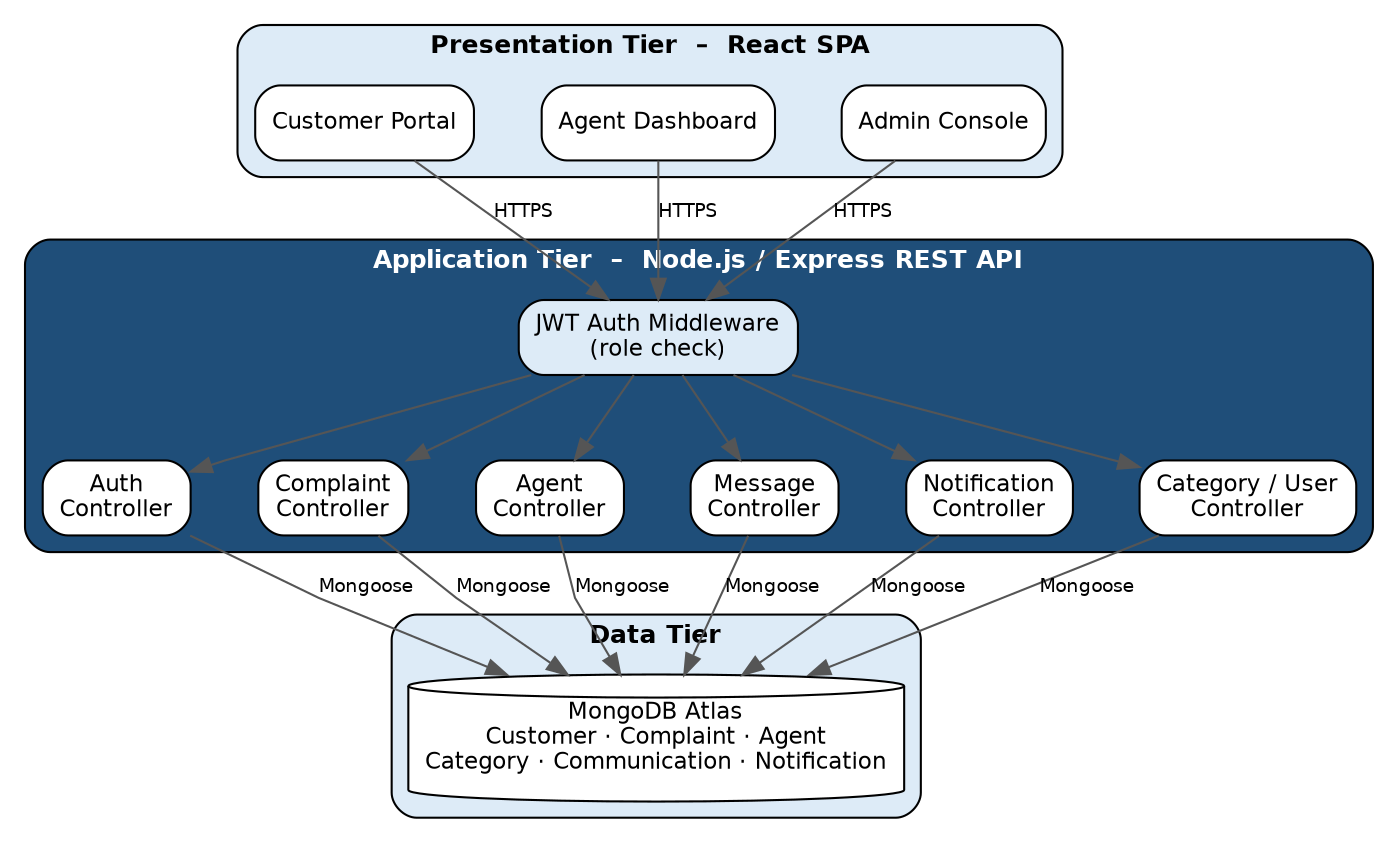 Presentation Tier – React SPA
Customer Portal
Agent Dashboard
Admin Console
HTTPS
HTTPS
HTTPS
Application Tier – Node.js / Express REST API
JWT Auth Middleware
(role check)
Auth
Controller
Complaint
Controller
Agent
Controller
Message
Controller
Notification
Controller
Category / User
Controller
Mongoose
Mongoose
Mongoose
Mongoose
Mongoose
Mongoose
Data Tier
MongoDB Atlas
Customer · Complaint · Agent
Category · Communication · Notification